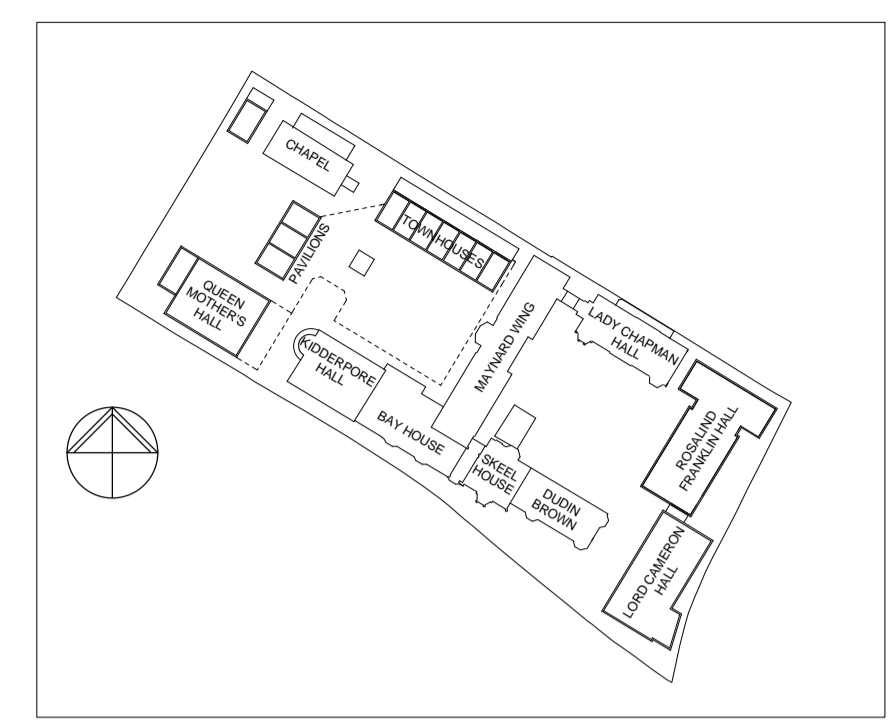 CHAPEL
TOWNHOUSES
PAVILIONS
QUEEN
MOTHER'S
HALL
KIDDERPORE
HALL
BAY HOUSE
MAYNARD WING
LADY CHAPMAN
HALL
SKEEL
HOUSE
DUDIN
BROWN
ROSALIND
FRANKLIN HALL
LORD CAMERON
HALL